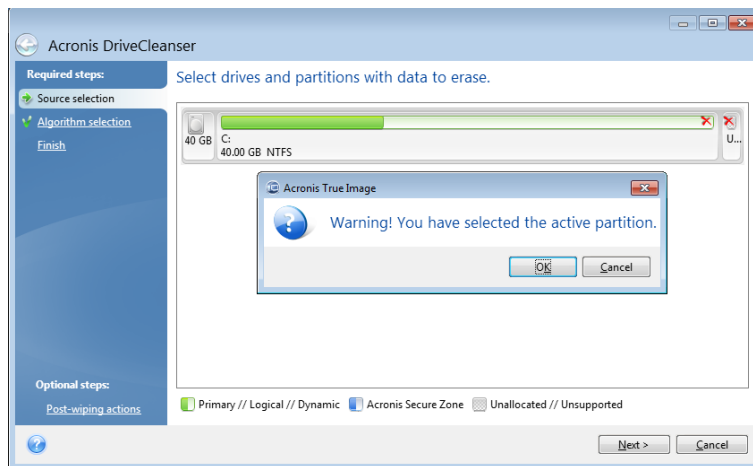 Acronis DriveCleanser
Required steps:
Source selection
Algorithm selection
Finish
Select drives and partitions with data to erase.
40 GB
C:
40.00 GB NTFS
U...
Acronis True Image
Warning! You have selected the active partition.
OK
Cancel
Optional steps:
Post-wiping actions
Primary // Logical // Dynamic
Acronis Secure Zone
Unallocated // Unsupported
Next >
Cancel